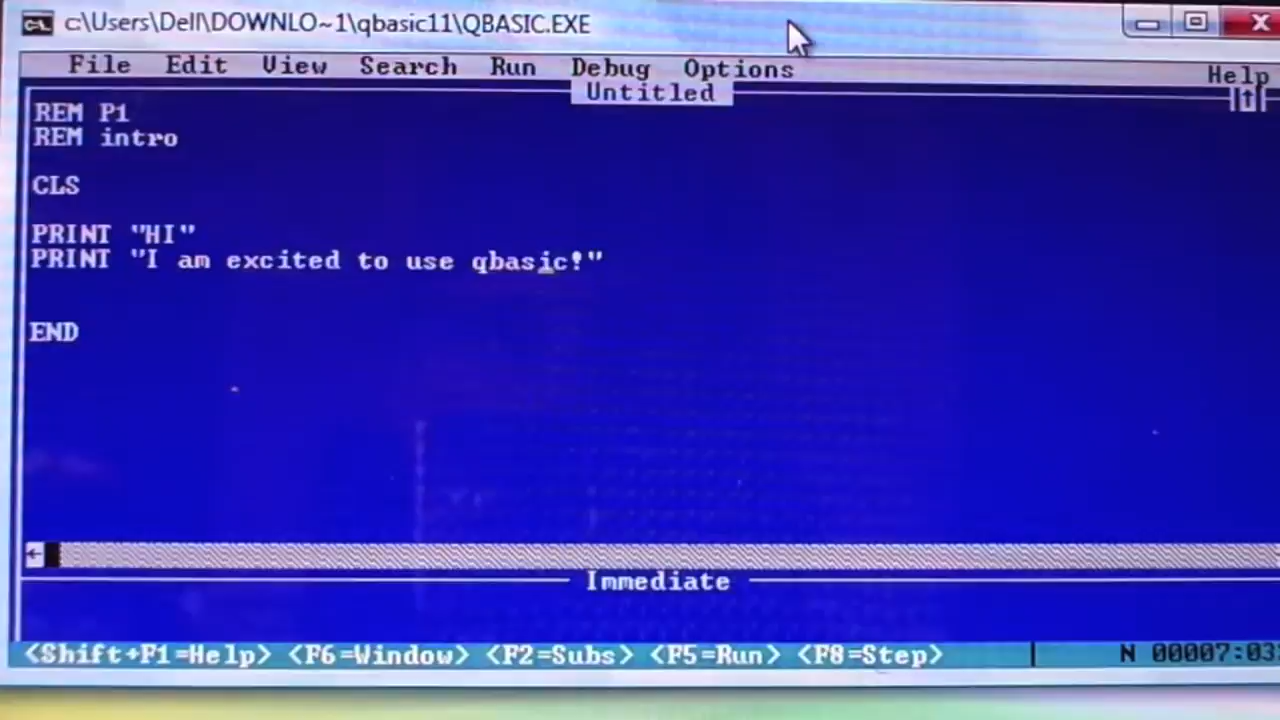 c:\Users\Dell\DOWNLO~1\qbasic11\QBASIC.EXE
File Edit View Search Run Debug Options Help
Untitled
REM P1
REM intro
CLS
PRINT "HI"
PRINT "I am excited to use qbasic!"
END
Immediate
<Shift+F1=Help> <F6=Window> <F2=Subs> <F5=Run> <F8=Step> N 00007:03